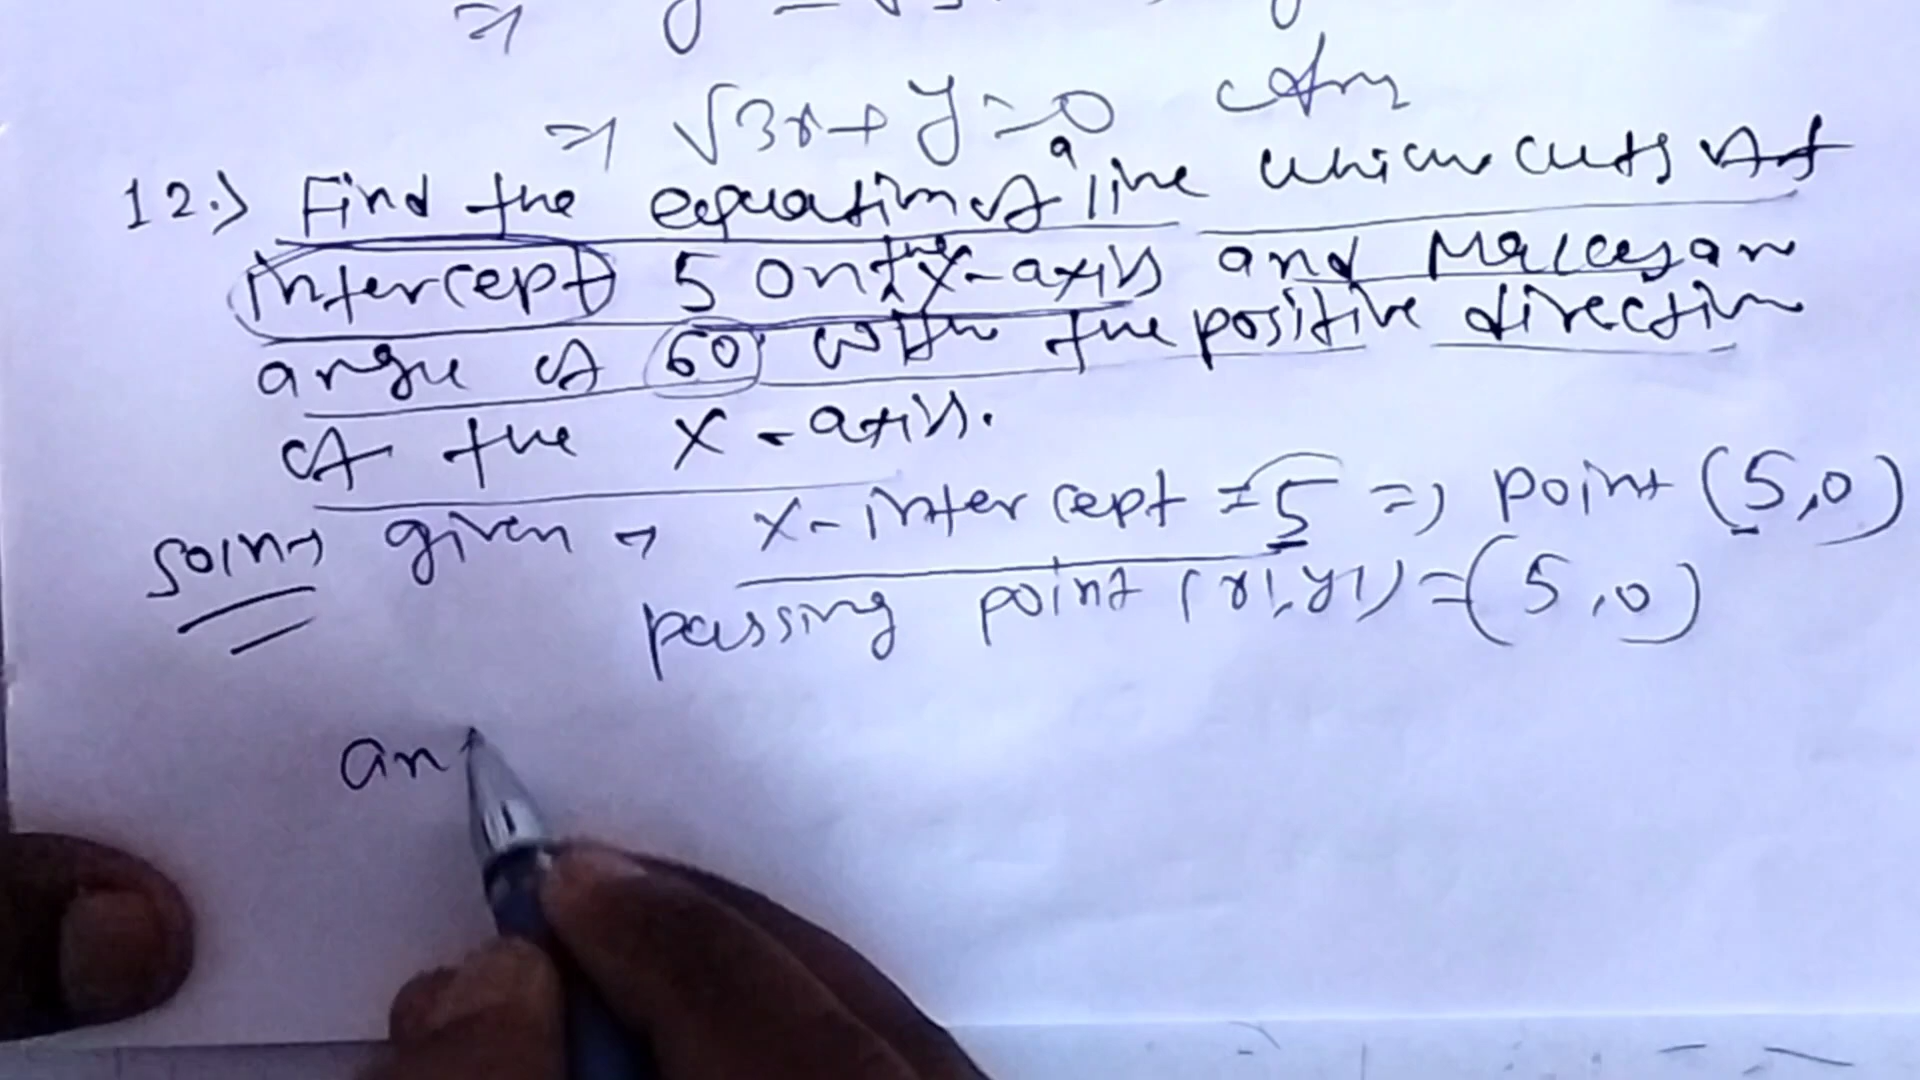 ⇒ √3x + y = 0 Ans
12.) Find the equation of a line which cuts off
intercept 5 on the x-axis and Makes an
angle of 60° with the positive direction
of the x-axis.
Soln→ given → x-intercept = 5 ⇒ point (5,0)
passing point (x1, y1) = (5,0)
an